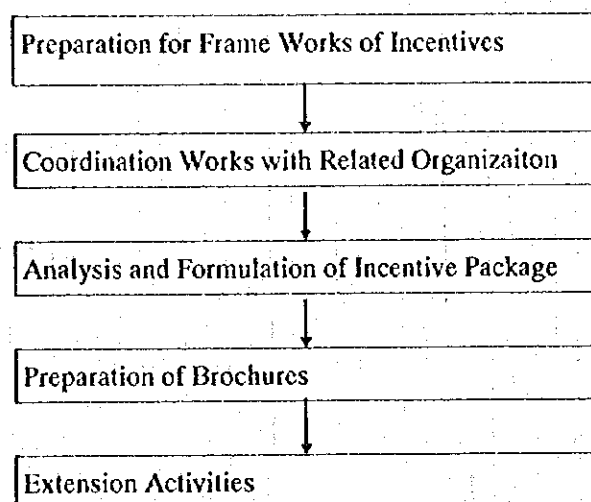 Preparation for Frame Works of Incentives
Coordination Works with Related Organizaiton
Analysis and Formulation of Incentive Package
Preparation of Brochures
Extension Activities